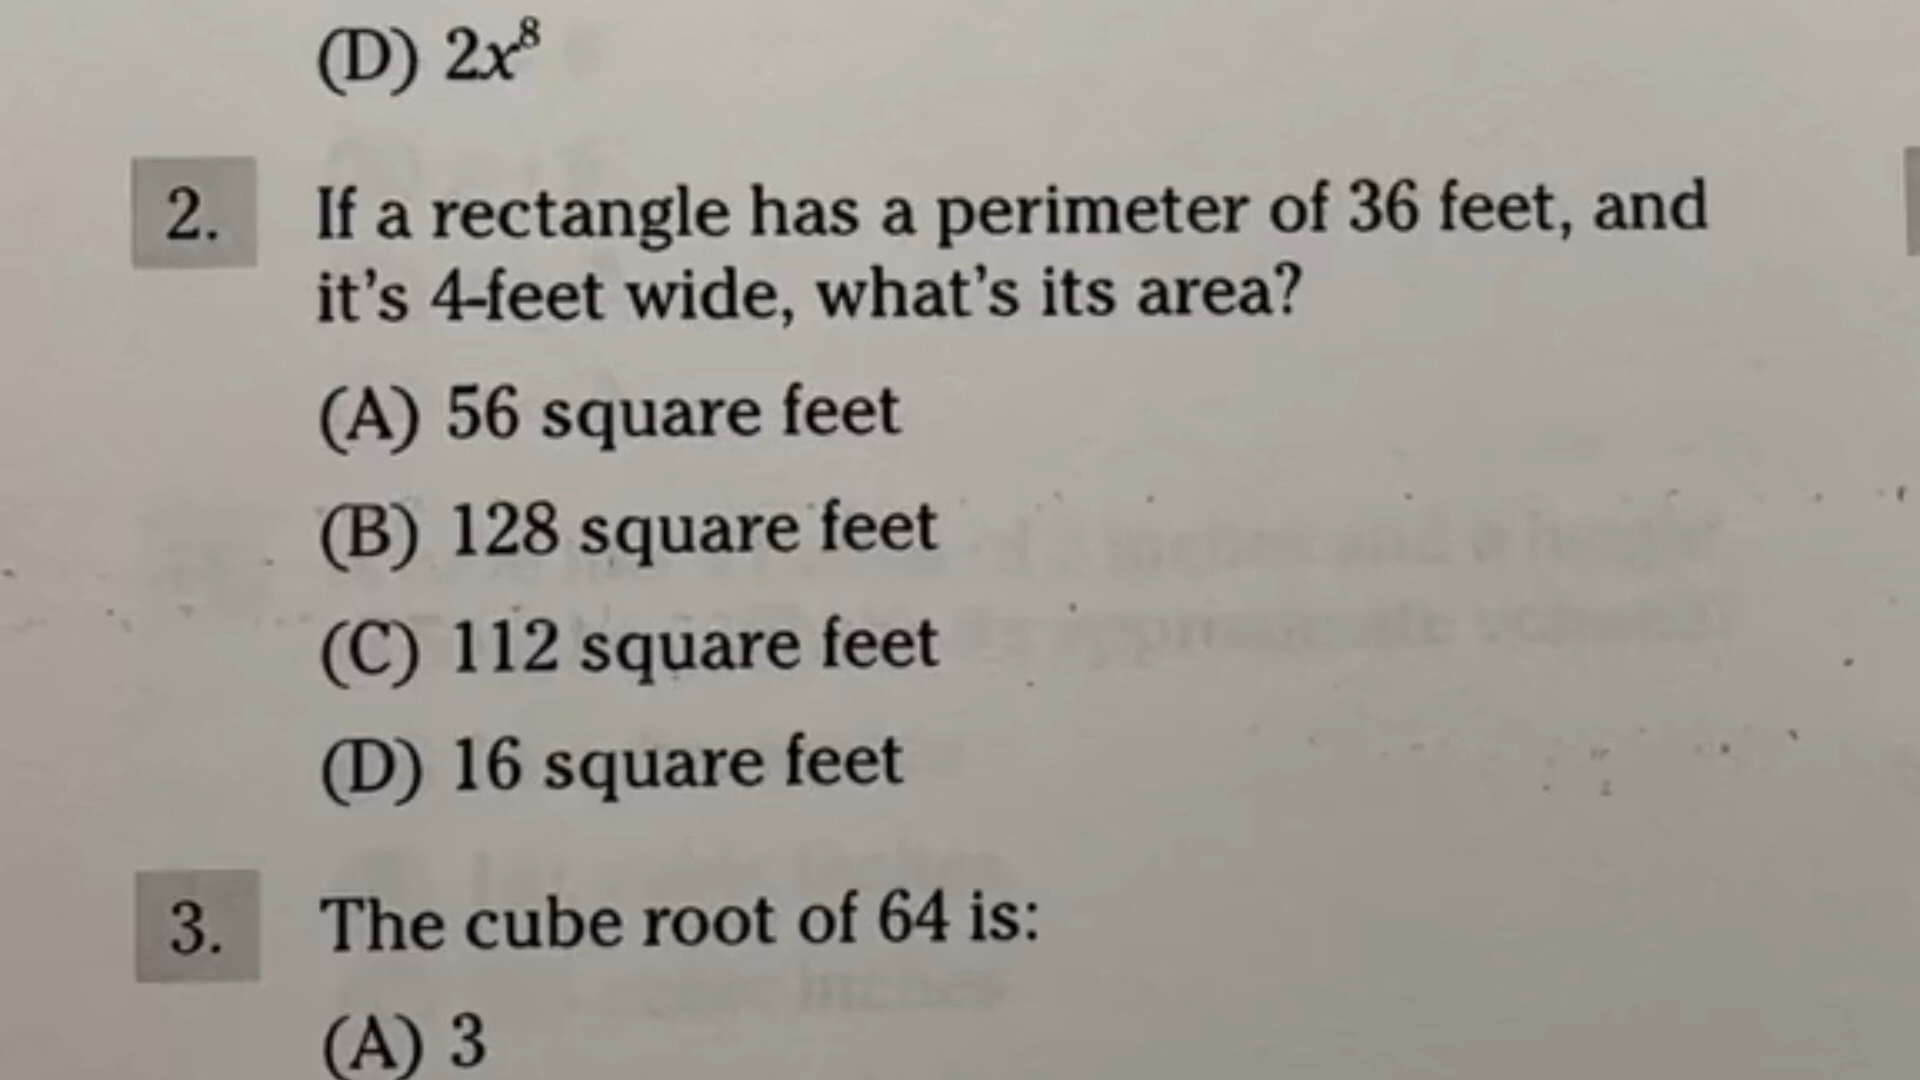 (D) 2x⁸
2. If a rectangle has a perimeter of 36 feet, and
it's 4-feet wide, what's its area?
(A) 56 square feet
(B) 128 square feet
(C) 112 square feet
(D) 16 square feet
3. The cube root of 64 is:
(A) 3